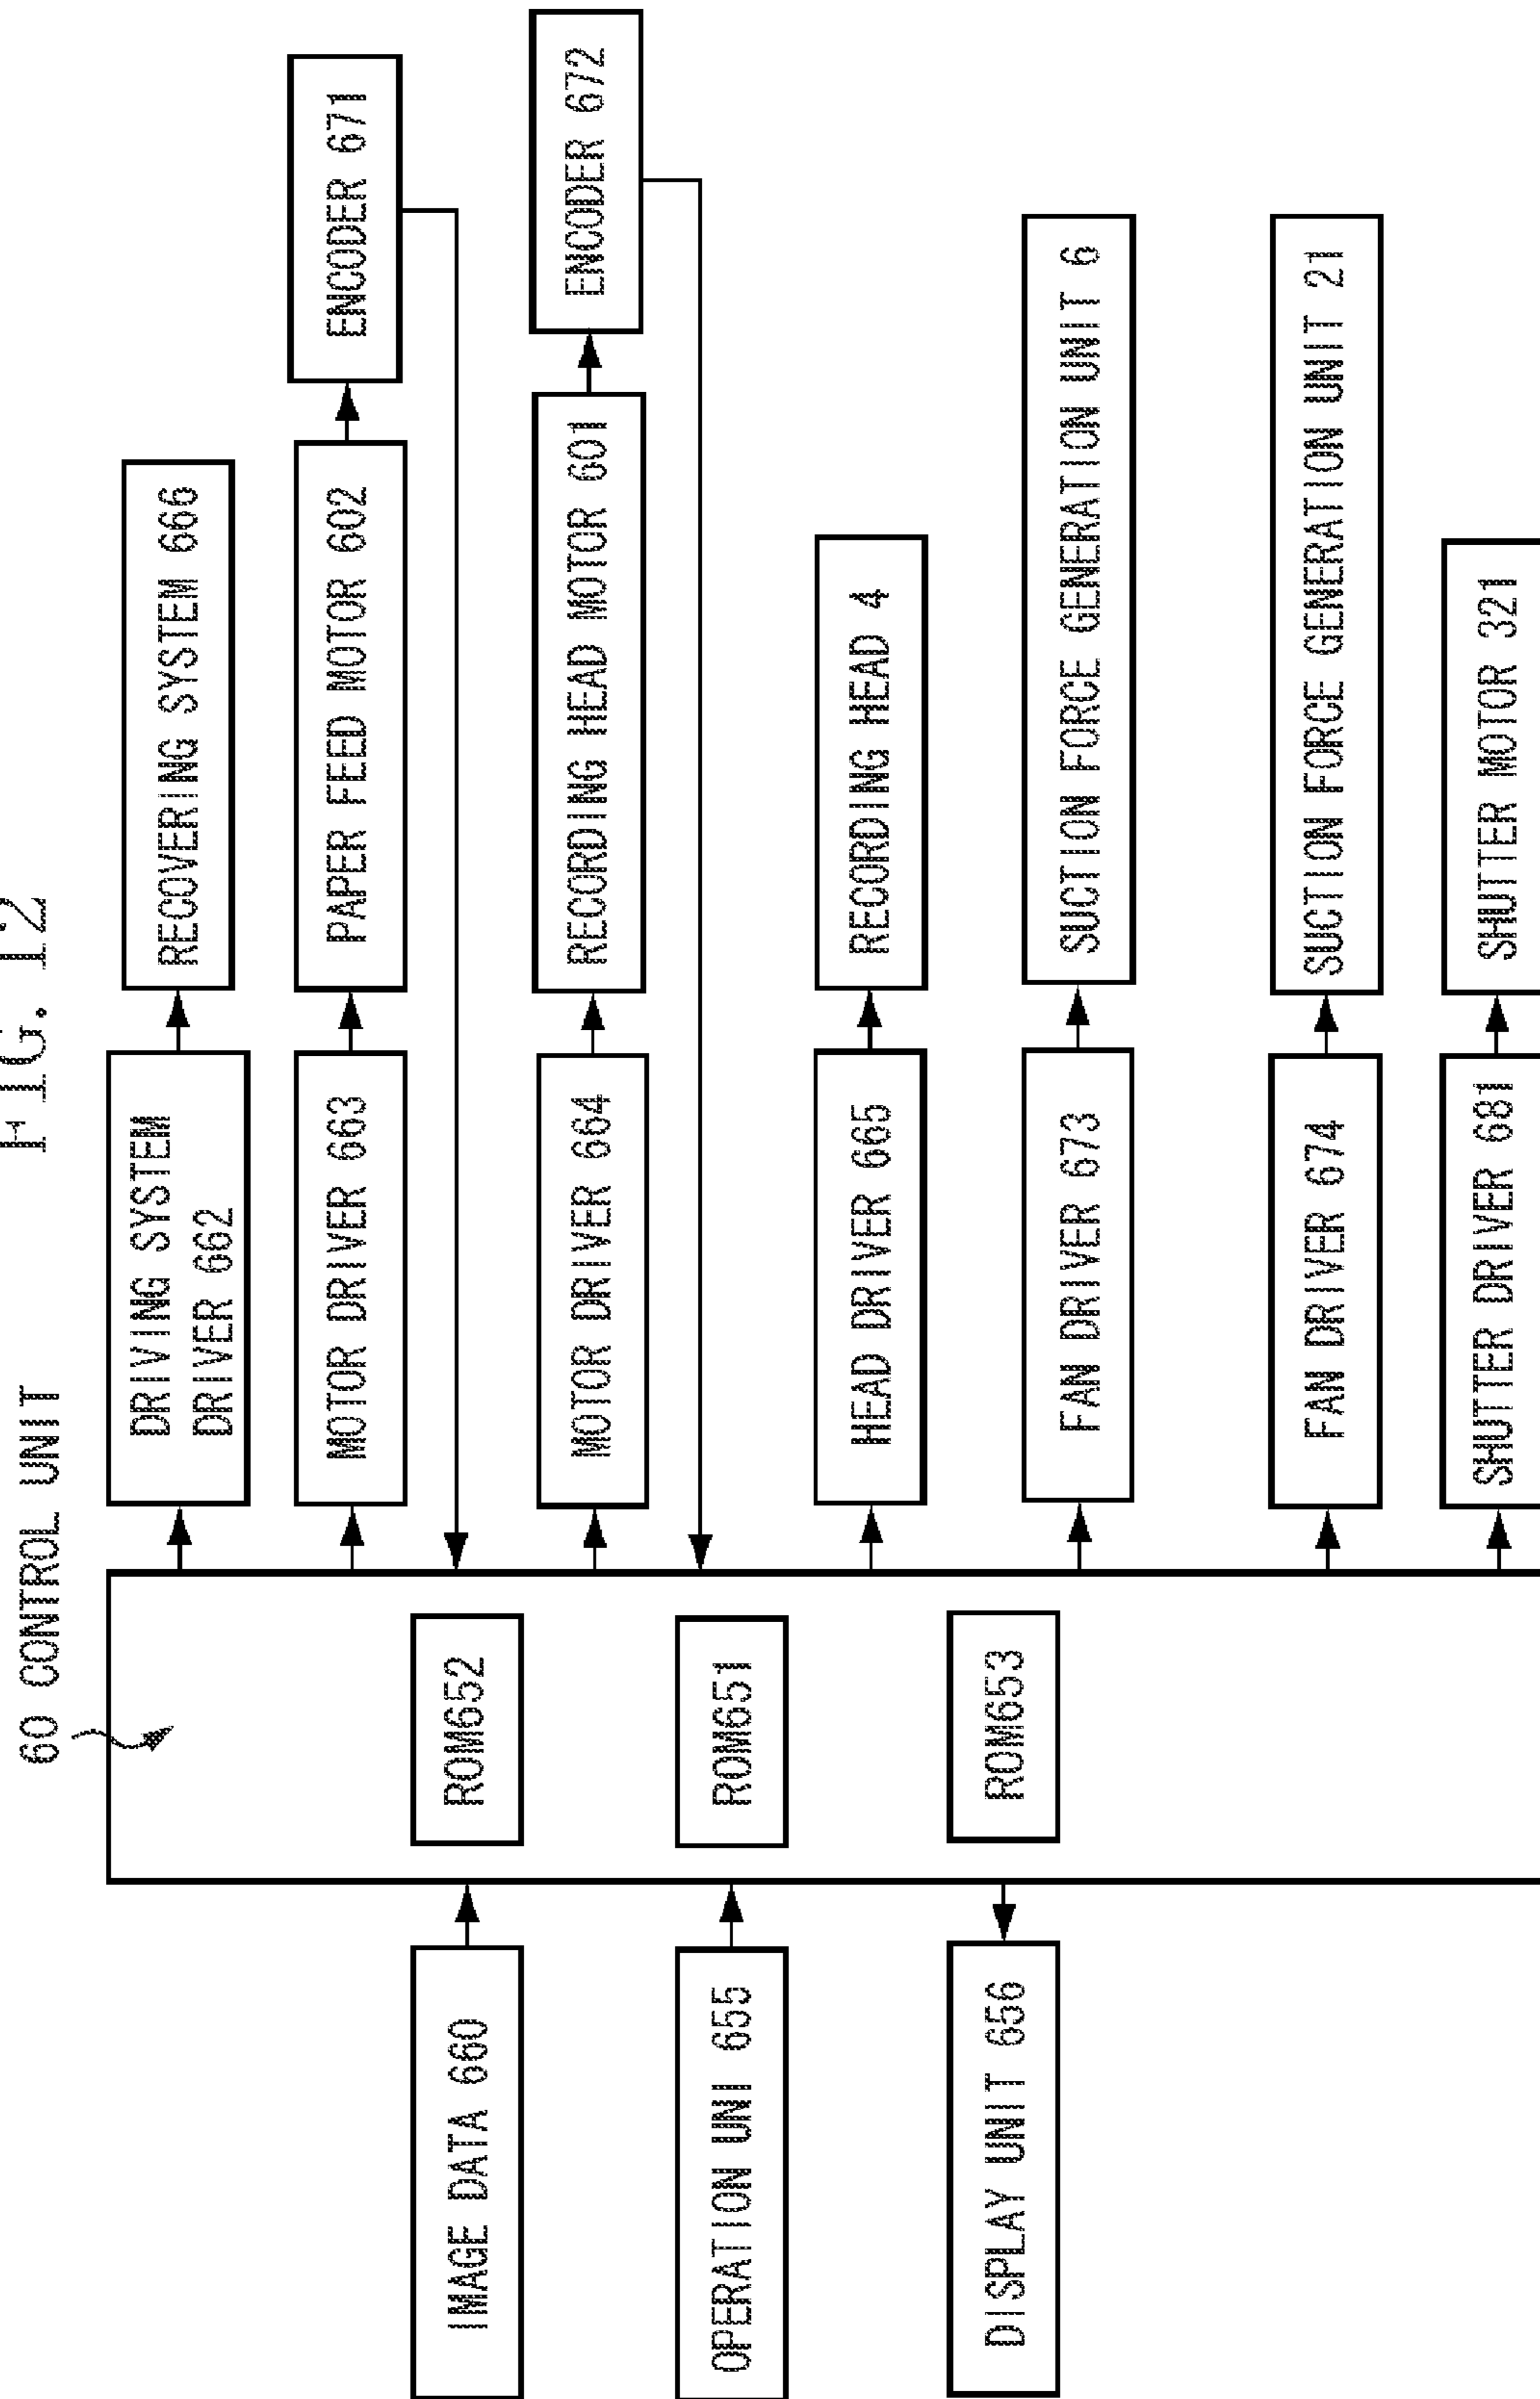 FIG. 12
60 CONTROL UNIT
IMAGE DATA 660
OPERATION UNI 655
DISPLAY UNIT 656
ROM652
ROM651
ROM653
DRIVING SYSTEM
DRIVER 662
RECOVERING SYSTEM 666
MOTOR DRIVER 663
PAPER FEED MOTOR 602
ENCODER 671
MOTOR DRIVER 664
RECORDING HEAD MOTOR 601
ENCODER 672
HEAD DRIVER 665
RECORDING HEAD 4
FAN DRIVER 673
SUCTION FORCE GENERATION UNIT 6
FAN DRIVER 674
SUCTION FORCE GENERATION UNIT 21
SHUTTER DRIVER 681
SHUTTER MOTOR 321